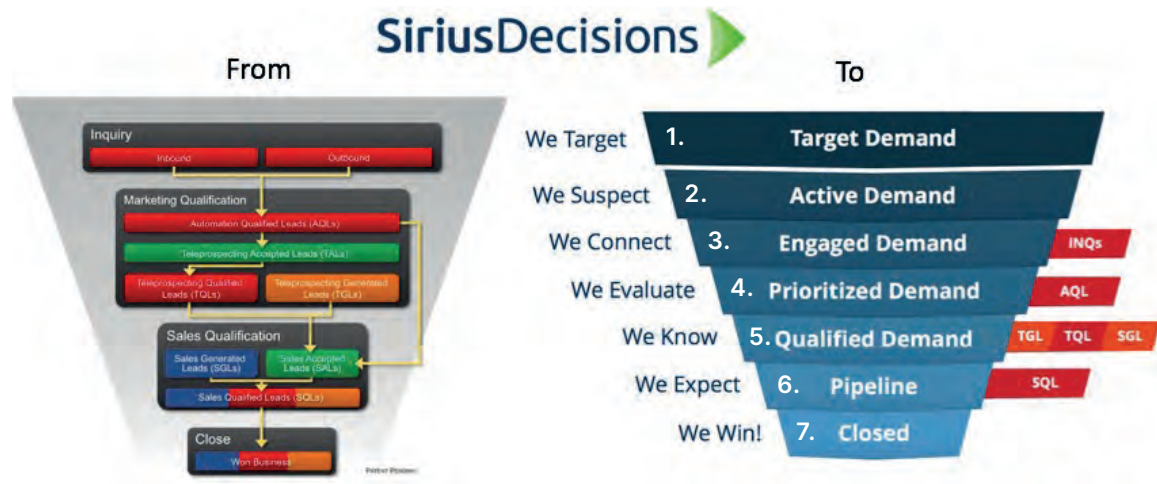 SiriusDecisions
From
Inquiry
Inbound
Outbound
Marketing Qualification
Automation Qualified Leads (AQLs)
Teleprospecting Accepted Leads (TALs)
Teleprospecting Qualified
Leads (TQLs)
Teleprospecting Generated
Leads (TGLs)
Sales Qualification
Sales Generated
Leads (SGLs)
Sales Accepted
Leads (SALs)
Sales Qualified Leads (SQLs)
Close
Won Business
To
We Target 1. Target Demand
We Suspect 2. Active Demand
We Connect 3. Engaged Demand INQs
We Evaluate 4. Prioritized Demand AQL
We Know 5. Qualified Demand TGL TQL SGL
We Expect 6. Pipeline SQL
We Win! 7. Closed